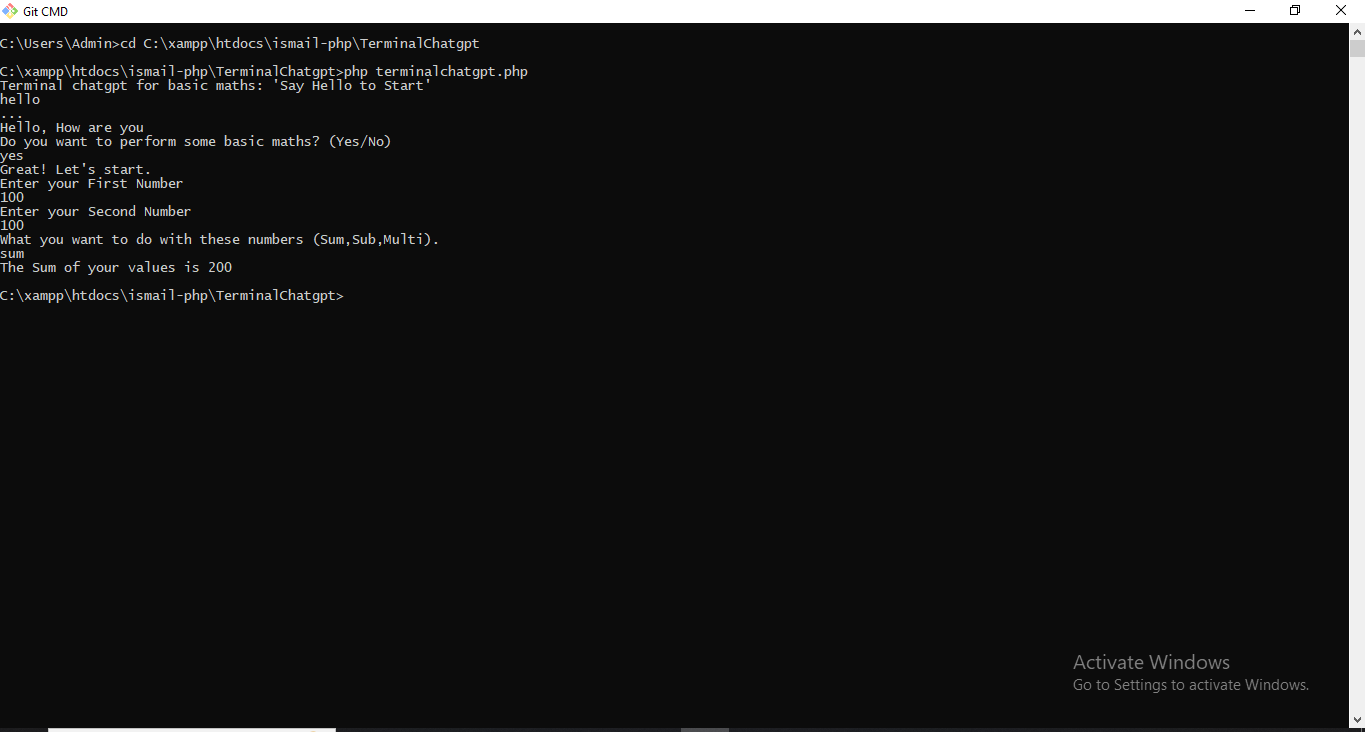 Git CMD
C:\Users\Admin>cd C:\xampp\htdocs\ismail-php\TerminalChatgpt
C:\xampp\htdocs\ismail-php\TerminalChatgpt>php terminalchatgpt.php
Terminal chatgpt for basic maths: 'Say Hello to Start'
hello
...
Hello, How are you
Do you want to perform some basic maths? (Yes/No)
yes
Great! Let's start.
Enter your First Number
100
Enter your Second Number
100
What you want to do with these numbers (Sum,Sub,Multi).
sum
The Sum of your values is 200
C:\xampp\htdocs\ismail-php\TerminalChatgpt>
Activate Windows
Go to Settings to activate Windows.